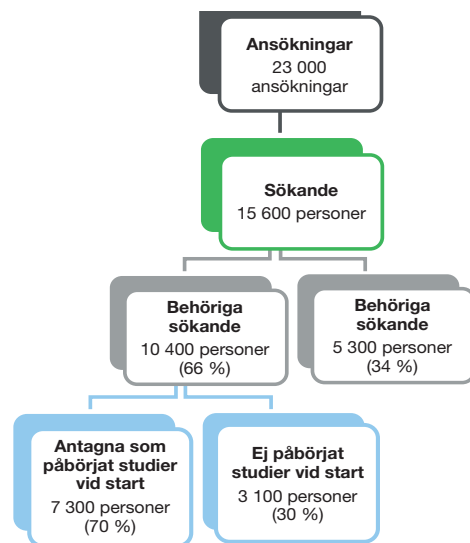 Ansökningar
23 000
ansökningar
Sökande
15 600 personer
Behöriga
sökande
10 400 personer
(66 %)
Behöriga
sökande
5 300 personer
(34 %)
Antagna som
påbörjat studier
vid start
7 300 personer
(70 %)
Ej påbörjat
studier vid start
3 100 personer
(30 %)